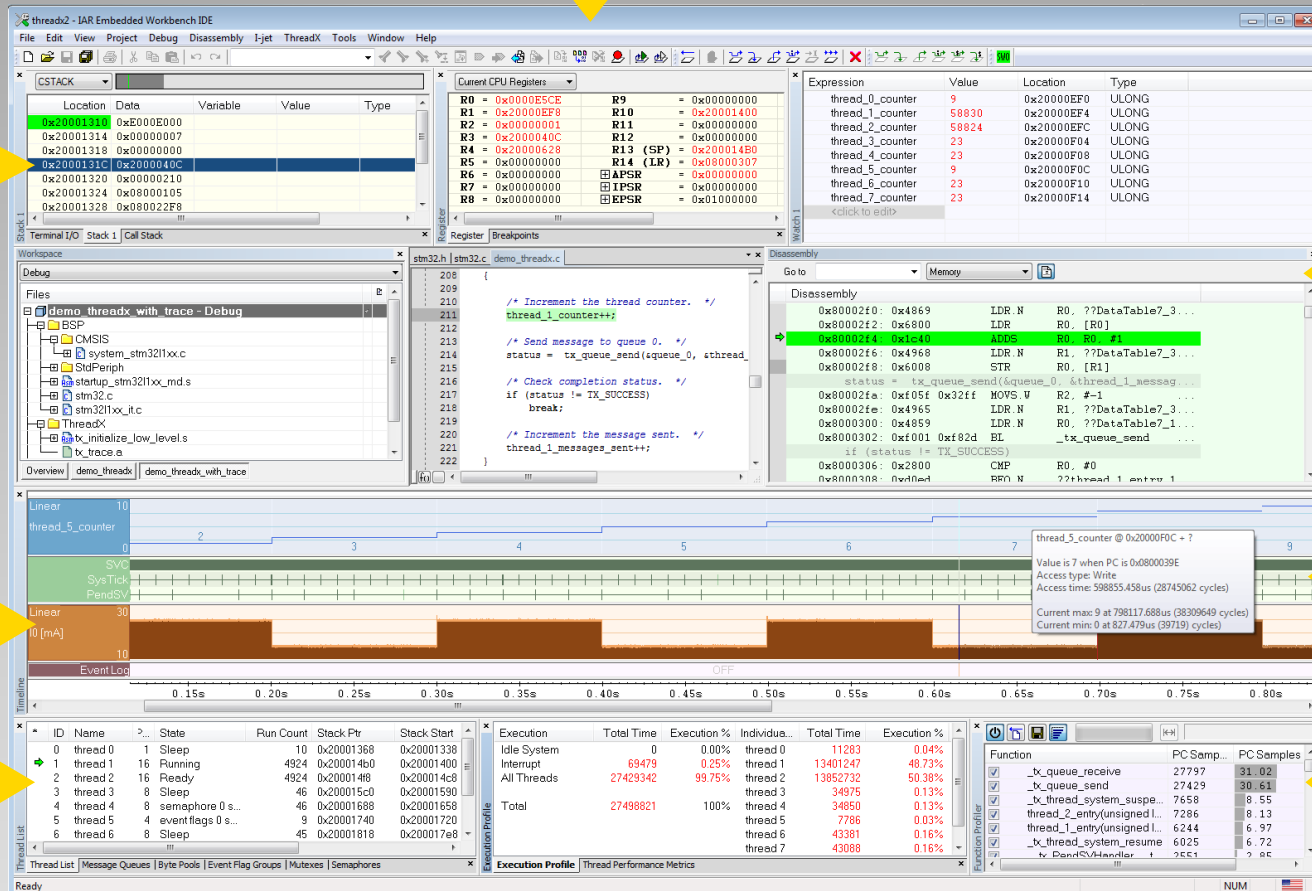 threadx2 - IAR Embedded Workbench IDE
File Edit View Project Debug Disassembly I-jet ThreadX Tools Window Help
CSTACK
Location Data Variable Value Type
0x20001310 0xE000E000
0x20001314 0x00000007
0x20001318 0x00000000
0x2000131C 0x2000040C
0x20001320 0x00000210
0x20001324 0x08000105
0x20001328 0x080022F8
Stack 1
Terminal I/O Stack 1 Call Stack
Current CPU Registers
R0 = 0x0000E5CE R9 = 0x00000000
R1 = 0x20000EF8 R10 = 0x20001400
R2 = 0x00000001 R11 = 0x00000000
R3 = 0x2000040C R12 = 0x00000000
R4 = 0x20000628 R13 (SP) = 0x200014B0
R5 = 0x00000000 R14 (LR) = 0x08000307
R6 = 0x00000000 APSR = 0x00000000
R7 = 0x00000000 IPSR = 0x00000000
R8 = 0x00000000 EPSR = 0x01000000
Register
Register Breakpoints
Expression Value Location Type
thread_0_counter 9 0x20000EF0 ULONG
thread_1_counter 58830 0x20000EF4 ULONG
thread_2_counter 58824 0x20000EFC ULONG
thread_3_counter 23 0x20000F04 ULONG
thread_4_counter 23 0x20000F08 ULONG
thread_5_counter 9 0x20000F0C ULONG
thread_6_counter 23 0x20000F10 ULONG
thread_7_counter 23 0x20000F14 ULONG
<click to edit>
Watch 1
Workspace
Debug
Files
demo_threadx_with_trace - Debug
BSP
CMSIS
system_stm32l1xx.c
StdPeriph
startup_stm32l1xx_md.s
stm32.c
stm32l1xx_it.c
ThreadX
tx_initialize_low_level.s
tx_trace.a
Overview demo_threadx demo_threadx_with_trace
stm32.h stm32.c demo_threadx.c
208 {
209
210 /* Increment the thread counter. */
211 thread_1_counter++;
212
213 /* Send message to queue 0. */
214 status = tx_queue_send(&queue_0, &thread_
215
216 /* Check completion status. */
217 if (status != TX_SUCCESS)
218 break;
219
220 /* Increment the message sent. */
221 thread_1_messages_sent++;
222 }
Disassembly
Go to Memory
Disassembly
0x80002f0: 0x4869 LDR.N R0, ??DataTable7_3...
0x80002f2: 0x6800 LDR R0, [R0]
0x80002f4: 0x1c40 ADDS R0, R0, #1
0x80002f6: 0x4968 LDR.N R1, ??DataTable7_3...
0x80002f8: 0x6008 STR R0, [R1]
status = tx_queue_send(&queue_0, &thread_1_messag...
0x80002fa: 0xf05f 0x32ff MOVS.W R2, #-1 ...
0x80002fe: 0x4965 LDR.N R1, ??DataTable7_3...
0x8000300: 0x4859 LDR.N R0, ??DataTable7_1...
0x8000302: 0xf001 0xf82d BL _tx_queue_send ...
if (status != TX_SUCCESS)
0x8000306: 0x2800 CMP R0, #0
0x8000308: 0xd0ed BEQ.N ??thread_1_entry_1
Linear 10
thread_5_counter
0
2 3 4 5 6 7 9
SVC
SysTick
PendSV
Linear 30
I0 [mA]
10
Event Log OFF
0.15s 0.20s 0.25s 0.30s 0.35s 0.40s 0.45s 0.50s 0.55s 0.60s 0.65s 0.70s 0.75s 0.80s
Timeline
thread_5_counter @ 0x20000F0C + ?
Value is 7 when PC is 0x0800039E
Access type: Write
Access time: 598855.458us (28745062 cycles)
Current max: 9 at 798117.688us (38309649 cycles)
Current min: 0 at 827.479us (39719) cycles)
ID Name P... State Run Count Stack Ptr Stack Start
0 thread 0 1 Sleep 10 0x20001368 0x20001338
1 thread 1 16 Running 4924 0x200014b0 0x20001400
2 thread 2 16 Ready 4924 0x200014f8 0x200014c8
3 thread 3 8 Sleep 46 0x200015c0 0x20001590
4 thread 4 8 semaphore 0 s... 46 0x20001688 0x20001658
5 thread 5 4 event flags 0 s... 9 0x20001740 0x20001720
6 thread 6 8 Sleep 45 0x20001818 0x200017e8
Thread List
Thread List Message Queues Byte Pools Event Flag Groups Mutexes Semaphores
Execution Total Time Execution % Individua... Total Time Execution %
Idle System 0 0.00% thread 0 11283 0.04%
Interrupt 69479 0.25% thread 1 13401247 48.73%
All Threads 27429342 99.75% thread 2 13852732 50.38%
thread 3 34975 0.13%
Total 27498821 100% thread 4 34850 0.13%
thread 5 7786 0.03%
thread 6 43381 0.16%
thread 7 43088 0.16%
Execution Profile
Execution Profile Thread Performance Metrics
Function PC Samp... PC Samples
_tx_queue_receive 27797 31.02
_tx_queue_send 27429 30.61
_tx_thread_system_suspe... 7658 8.55
thread_2_entry(unsigned l... 7286 8.13
thread_1_entry(unsigned l... 6244 6.97
_tx_thread_system_resume 6025 6.72
tx_PendSVHandler 2551 2.85
Function Profiler
Ready NUM